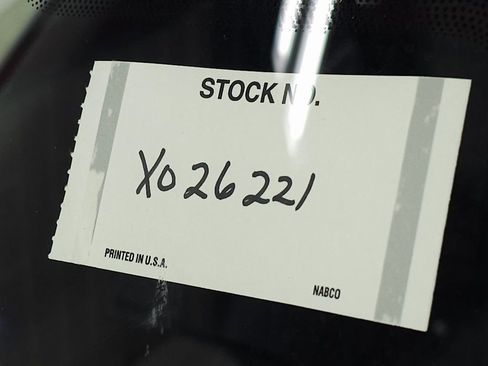 STOCK NO.
X026221
PRINTED IN U.S.A.
NABCO